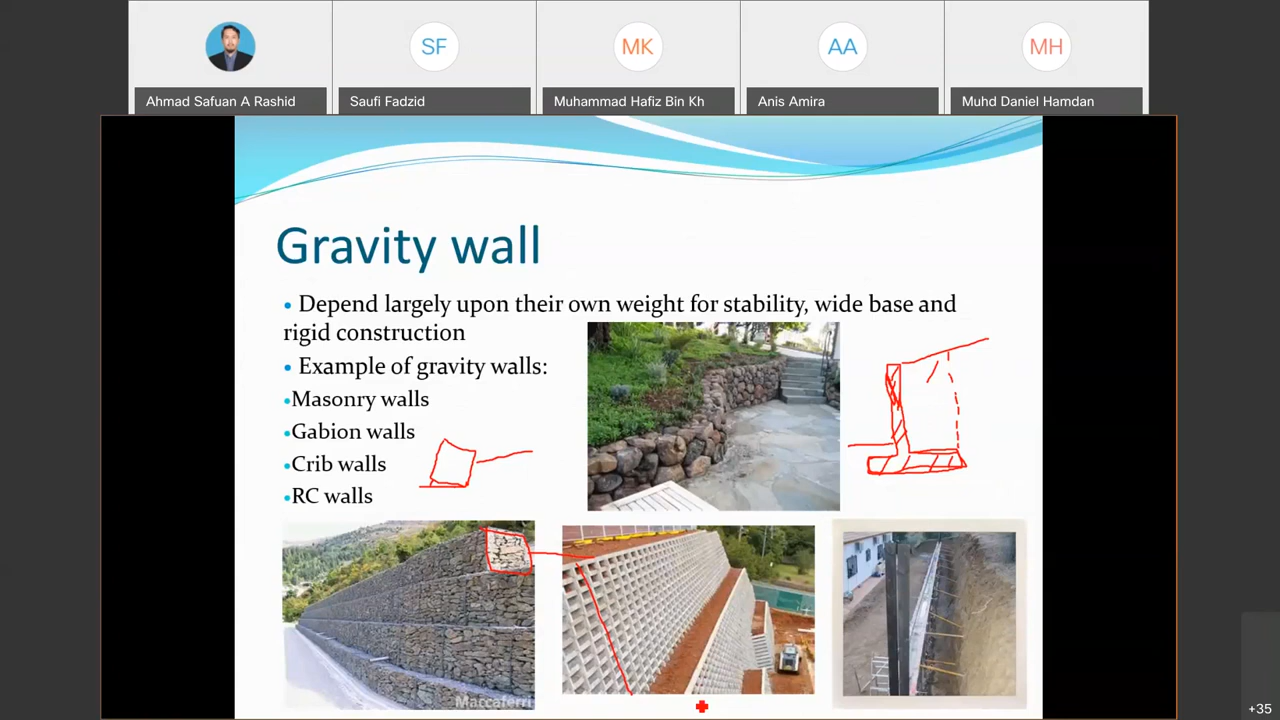 SF
MK
AA
MH
Ahmad Safuan A Rashid
Saufi Fadzid
Muhammad Hafiz Bin Kh
Anis Amira
Muhd Daniel Hamdan
Gravity wall
• Depend largely upon their own weight for stability, wide base and
rigid construction
• Example of gravity walls:
•Masonry walls
•Gabion walls
•Crib walls
•RC walls
Maccaferri
+35